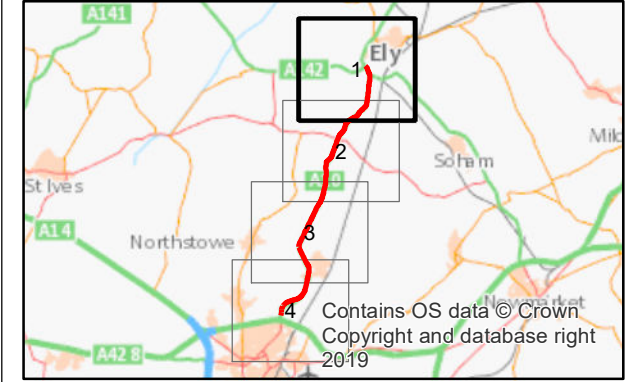 A141
Ely
A142
1
2
Soham
St Ives
A10
A14
Northstowe
3
4
Contains OS data © Crown
Newmarket
Copyright and database right
A428
2019